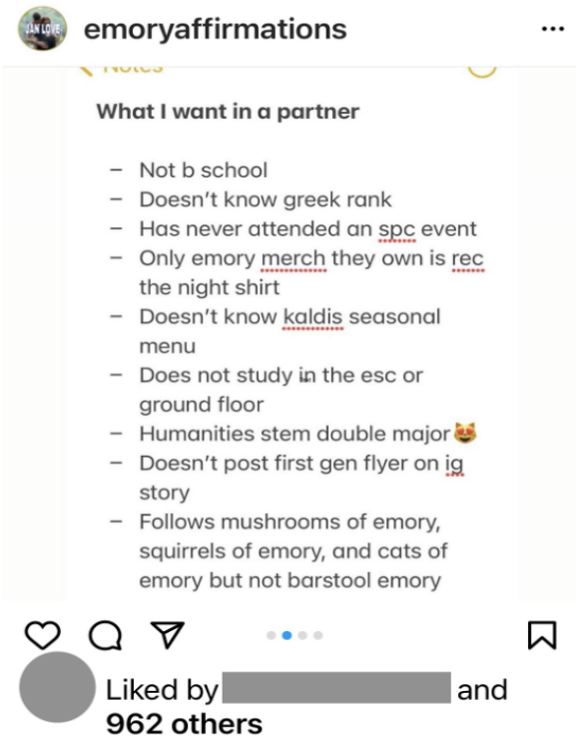 JAN LOVE
emoryaffirmations
Notes
What I want in a partner
– Not b school
– Doesn't know greek rank
– Has never attended an spc event
– Only emory merch they own is rec
the night shirt
– Doesn't know kaldis seasonal
menu
– Does not study in the esc or
ground floor
– Humanities stem double major😻
– Doesn't post first gen flyer on ig
story
– Follows mushrooms of emory,
squirrels of emory, and cats of
emory but not barstool emory
Liked by and
962 others